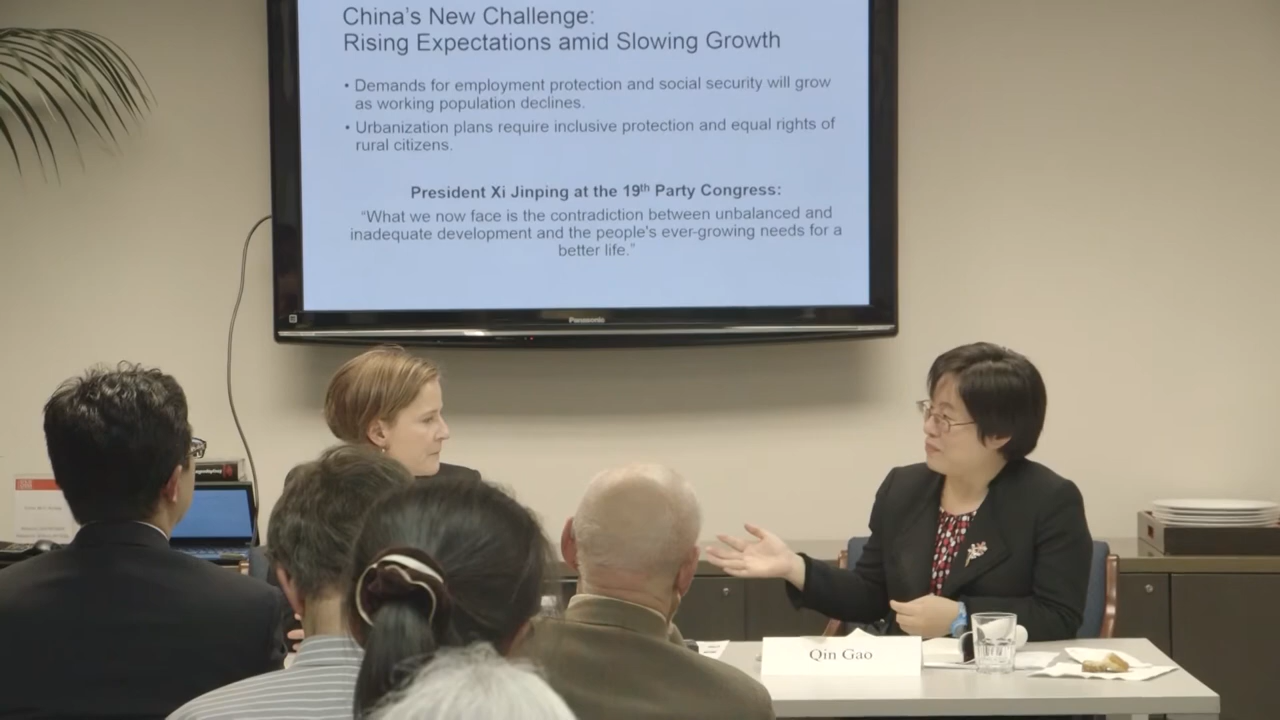 China's New Challenge:
Rising Expectations amid Slowing Growth
• Demands for employment protection and social security will grow
as working population declines.
• Urbanization plans require inclusive protection and equal rights of
rural citizens.
President Xi Jinping at the 19th Party Congress:
“What we now face is the contradiction between unbalanced and
inadequate development and the people's ever-growing needs for a
better life.”
Panasonic
Qin Gao